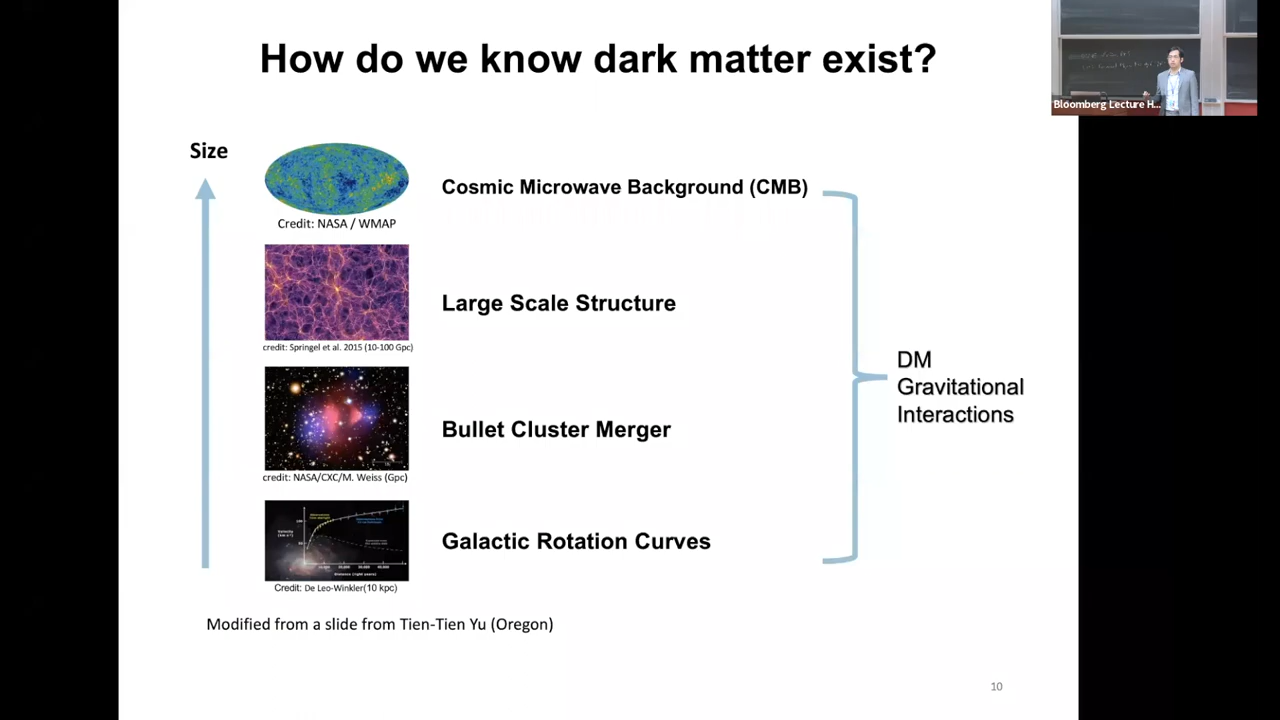 How do we know dark matter exist?
Bloomberg Lecture H...
Size
Cosmic Microwave Background (CMB)
Credit: NASA / WMAP
Large Scale Structure
credit: Springel et al. 2015 (10-100 Gpc)
DM
Gravitational
Interactions
Bullet Cluster Merger
credit: NASA/CXC/M. Weiss (Gpc)
Galactic Rotation Curves
Distance (light years)
Credit: De Leo-Winkler(10 kpc)
Modified from a slide from Tien-Tien Yu (Oregon)
10